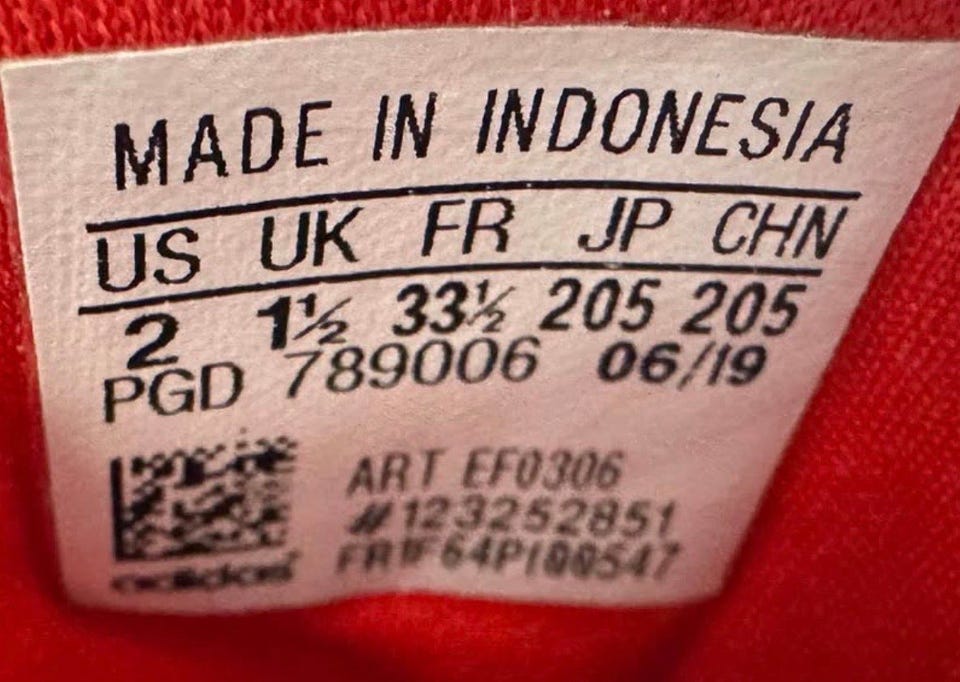 MADE IN INDONESIA
US UK FR JP CHN
2 1½ 33½ 205 205
PGD 789006 06/19
ART EF0306
#123252851
adidas